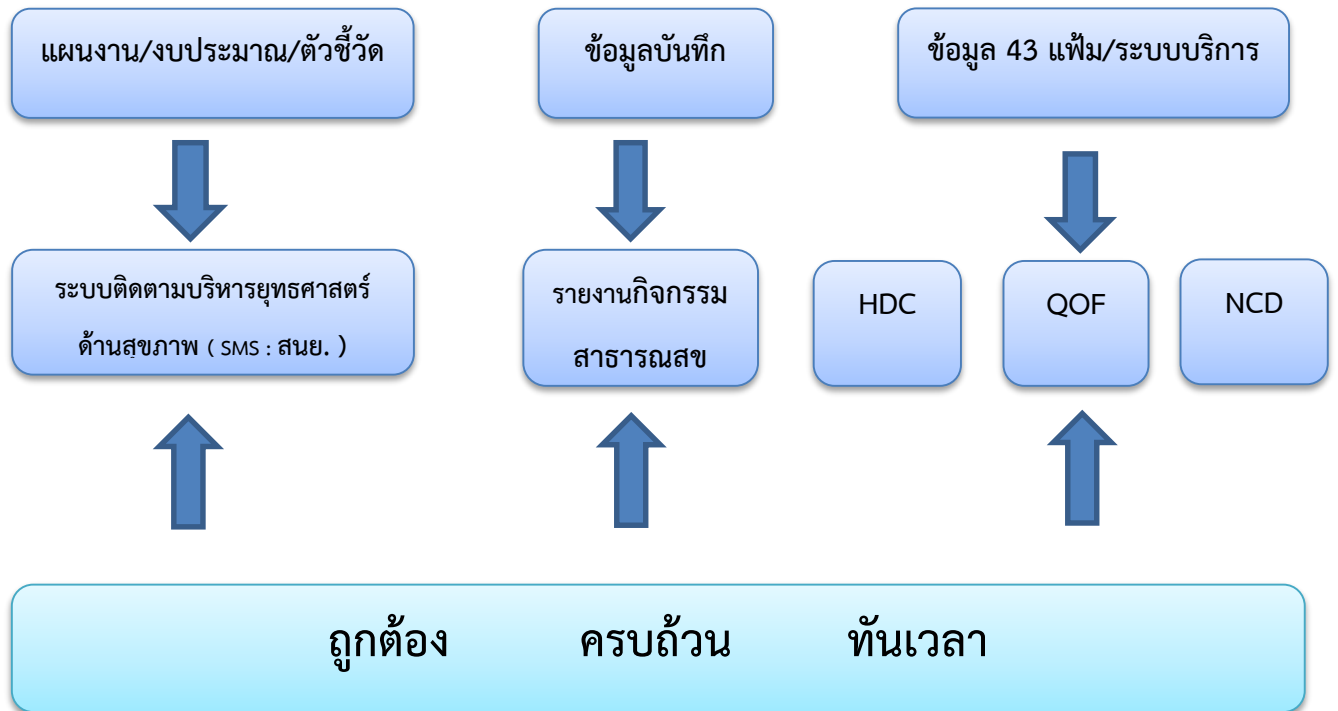 แผนงาน/งบประมาณ/ตัวชี้วัด
ข้อมูลบันทึก
ข้อมูล 43 แฟ้ม/ระบบบริการ
ระบบติดตามบริหารยุทธศาสตร์
ด้านสุขภาพ ( SMS : สนย. )
รายงานกิจกรรม
สาธารณสข
HDC
QOF
NCD
ถูกต้อง ครบถ้วน ทันเวลา